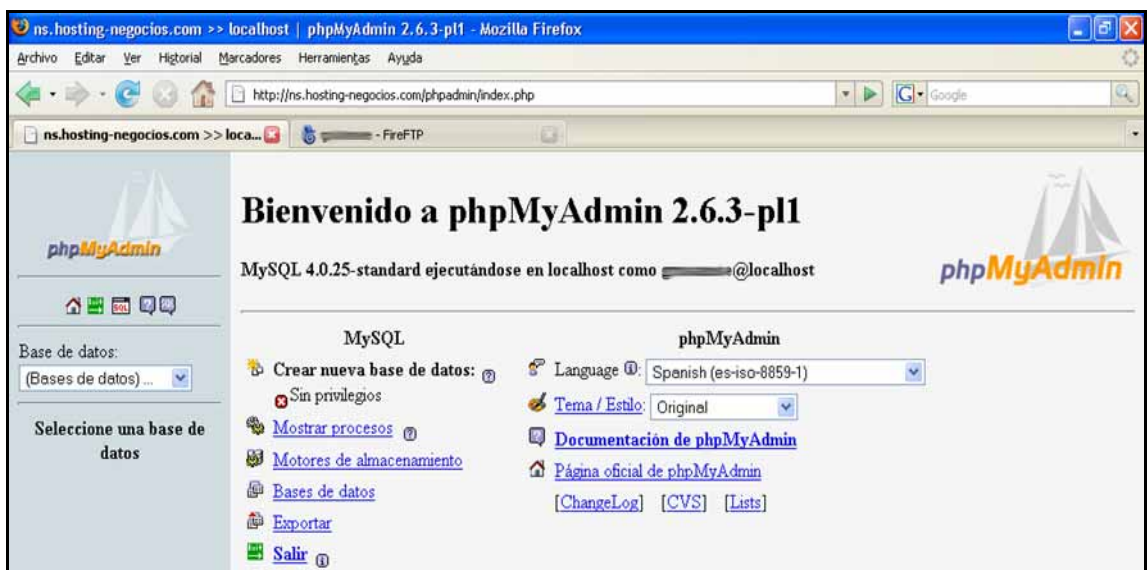 ns.hosting-negocios.com >> localhost | phpMyAdmin 2.6.3-pl1 - Mozilla Firefox
Archivo Editar Ver Historial Marcadores Herramientas Ayuda
http://ns.hosting-negocios.com/phpadmin/index.php
Google
ns.hosting-negocios.com >> loca...
- FireFTP
phpMyAdmin
Base de datos:
(Bases de datos) ...
Seleccione una base de
datos
Bienvenido a phpMyAdmin 2.6.3-pl1
MySQL 4.0.25-standard ejecutándose en localhost como @localhost
phpMyAdmin
MySQL
Crear nueva base de datos:
Sin privilegios
Mostrar procesos
Motores de almacenamiento
Bases de datos
Exportar
Salir
phpMyAdmin
Language : Spanish (es-iso-8859-1)
Tema / Estilo: Original
Documentación de phpMyAdmin
Página oficial de phpMyAdmin
[ChangeLog] [CVS] [Lists]